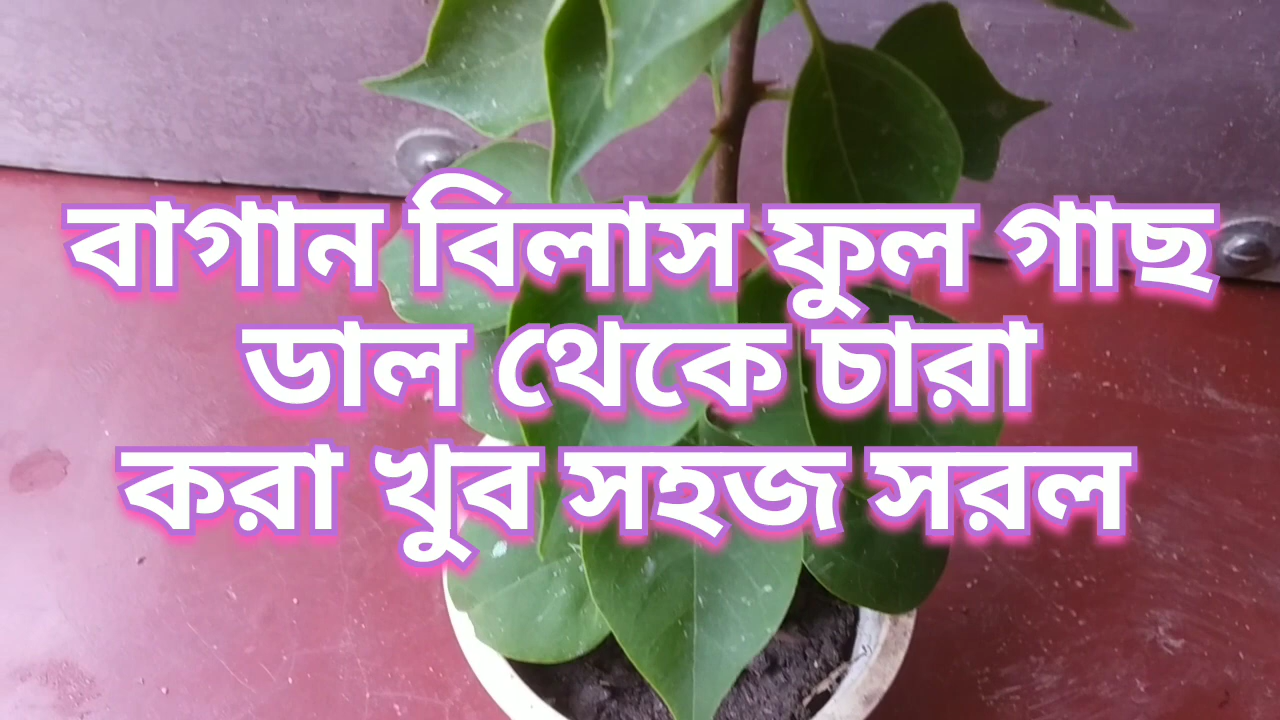 বাগান বিলাস ফুল গাছ
ডাল থেকে চারা
করা খুব সহজ সরল